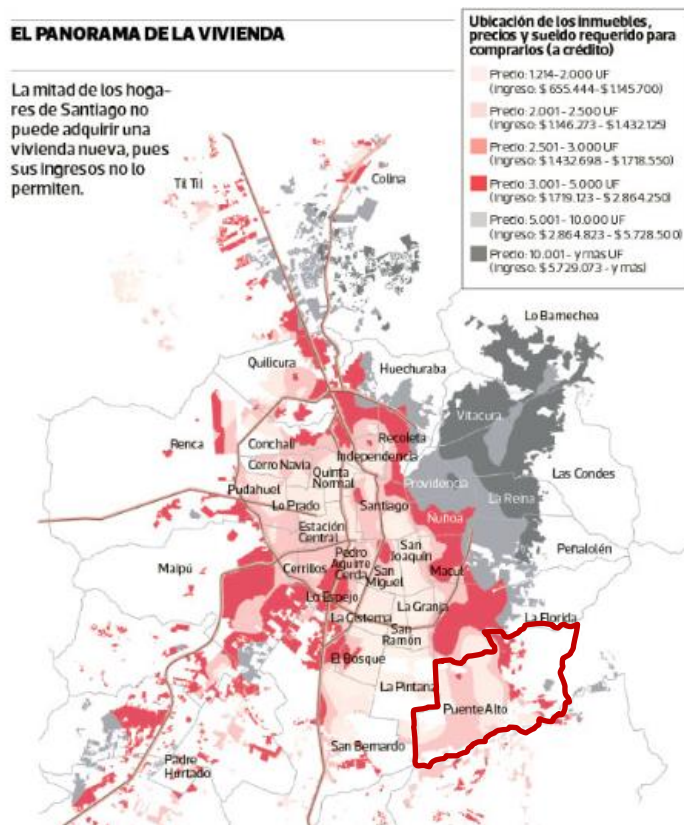 EL PANORAMA DE LA VIVIENDA
La mitad de los hoga-
res de Santiago no
puede adquirir una
vivienda nueva, pues
sus ingresos no lo
permiten.
Ubicación de los inmuebles,
precios y sueldo requerido para
comprarlos (a crédito)
Precio: 1.214-2.000 UF
(Ingreso: $ 655.444 - $ 1.145.700)
Precio: 2.001 - 2.500 UF
(Ingreso: $ 1.146.273 - $ 1.432.125)
Precio: 2.501 - 3.000 UF
(Ingreso: $ 1.432.698 - $ 1.718.550)
Precio: 3.001 - 5.000 UF
(Ingreso: $ 1.719.123 - $ 2.864.250)
Precio: 5.001 - 10.000 UF
(Ingreso: $ 2.864.823 - $ 5.728.500)
Precio: 10.001 - y más UF
(Ingreso: $ 5.729.073 - y más)
Til Til
Colina
Lo Barnechea
Quilicura
Huechuraba
Vitacura
Renca
Conchalí
Recoleta
Independencia
Cerro Navia
Quinta
Normal
Providencia
Las Condes
Pudahuel
La Reina
Lo Prado
Santiago
Ñuñoa
Estación
Central
Peñalolén
Maipú
Cerrillos
Pedro
Aguirre
Cerda
San
Miguel
San
Joaquín
Macul
Lo Espejo
La Granja
La Cisterna
San
Ramón
La Florida
El Bosque
La Pintana
Puente Alto
San Bernardo
Padre
Hurtado